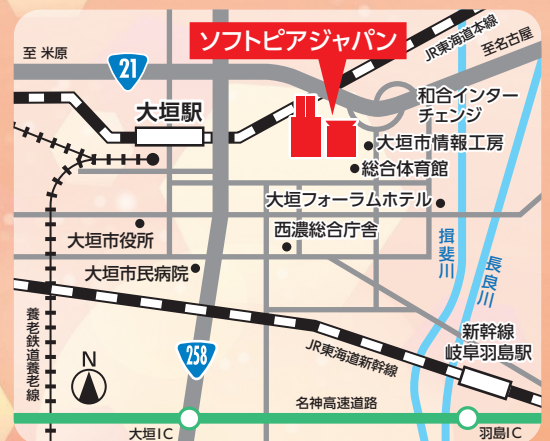 ソフトピアジャパン
至 米原
21
JR東海道本線
至名古屋
大垣駅
和合インター
チェンジ
大垣市情報工房
総合体育館
大垣フォーラムホテル
西濃総合庁舎
大垣市役所
大垣市民病院
揖斐川
長良川
養老鉄道養老線
N
258
JR東海道新幹線
新幹線
岐阜羽島駅
名神高速道路
大垣IC
羽島IC